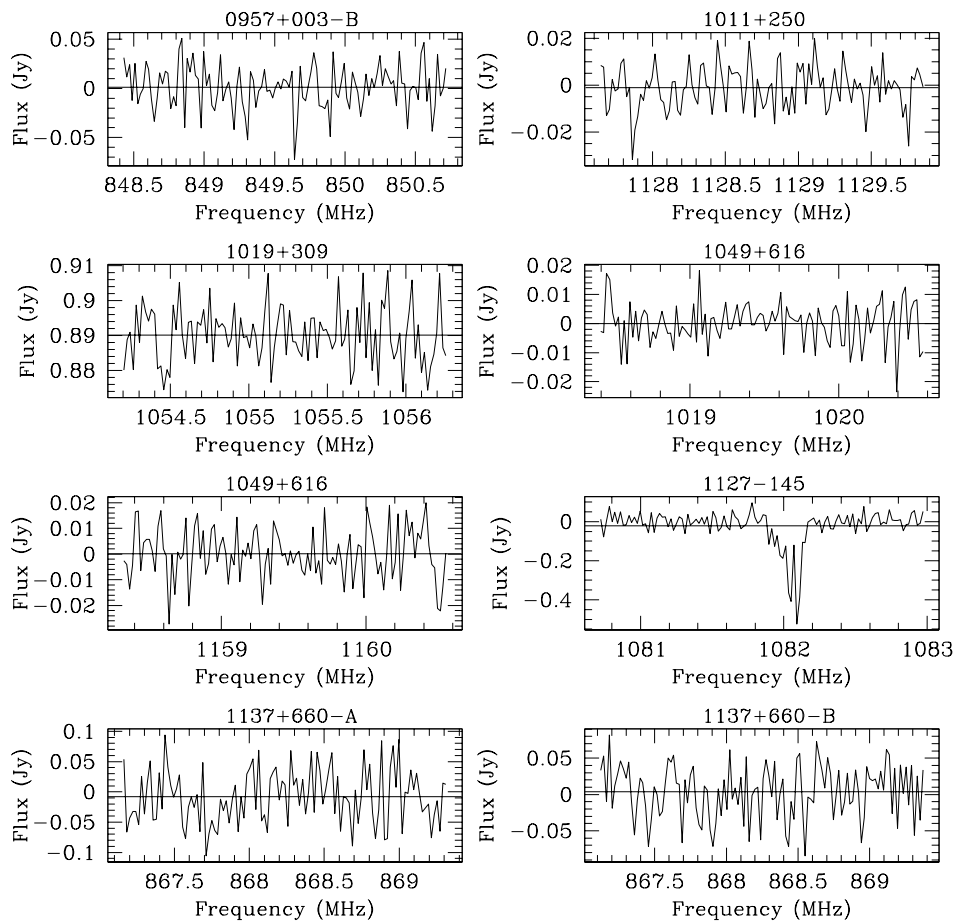 0957+003-B
Flux (Jy)
0.05
0
−0.05
848.5 849 849.5 850 850.5
Frequency (MHz)
1011+250
Flux (Jy)
0.02
0
−0.02
1128 1128.5 1129 1129.5
Frequency (MHz)
1019+309
Flux (Jy)
0.91
0.9
0.89
0.88
1054.5 1055 1055.5 1056
Frequency (MHz)
1049+616
Flux (Jy)
0.02
0.01
0
−0.01
−0.02
1019 1020
Frequency (MHz)
1049+616
Flux (Jy)
0.02
0.01
0
−0.01
−0.02
1159 1160
Frequency (MHz)
1127−145
Flux (Jy)
0
−0.2
−0.4
1081 1082 1083
Frequency (MHz)
1137+660-A
Flux (Jy)
0.1
0.05
0
−0.05
−0.1
867.5 868 868.5 869
Frequency (MHz)
1137+660-B
Flux (Jy)
0.05
0
−0.05
867.5 868 868.5 869
Frequency (MHz)